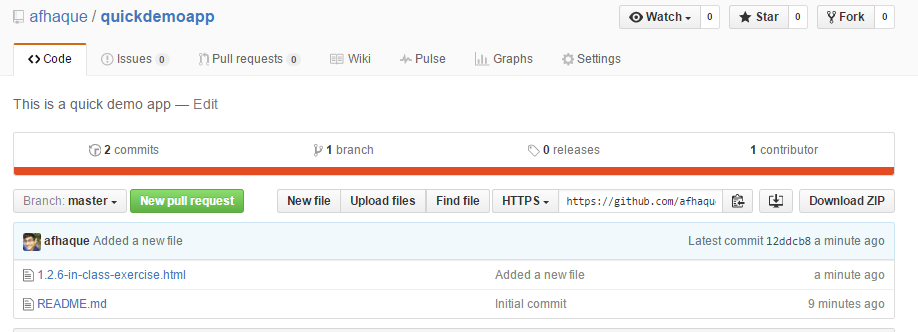 afhaque / quickdemoapp
Watch 0 Star 0 Fork 0
Code Issues 0 Pull requests 0 Wiki Pulse Graphs Settings
This is a quick demo app — Edit
2 commits 1 branch 0 releases 1 contributor
Branch: master New pull request New file Upload files Find file HTTPS https://github.com/afhaque Download ZIP
afhaque Added a new file Latest commit 12ddcb8 a minute ago
1.2.6-in-class-exercise.html Added a new file a minute ago
README.md Initial commit 9 minutes ago